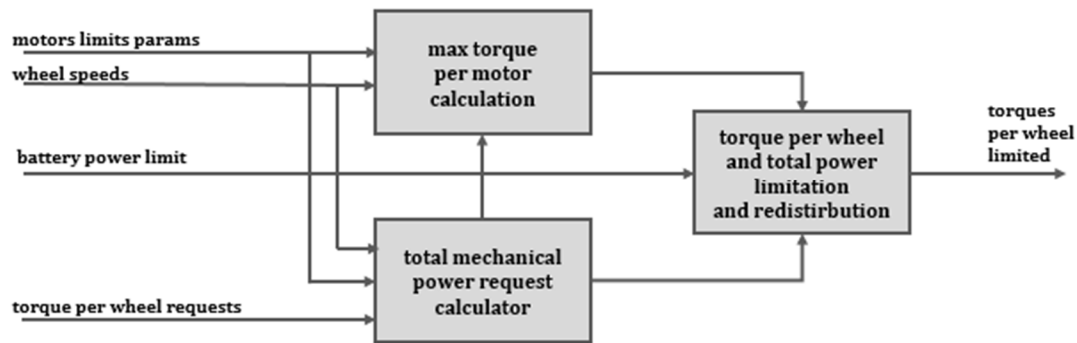 motors limits params
wheel speeds
max torque
per motor
calculation
battery power limit
torque per wheel
and total power
limitation
and redistirbution
torques
per wheel
limited
total mechanical
power request
calculator
torque per wheel requests